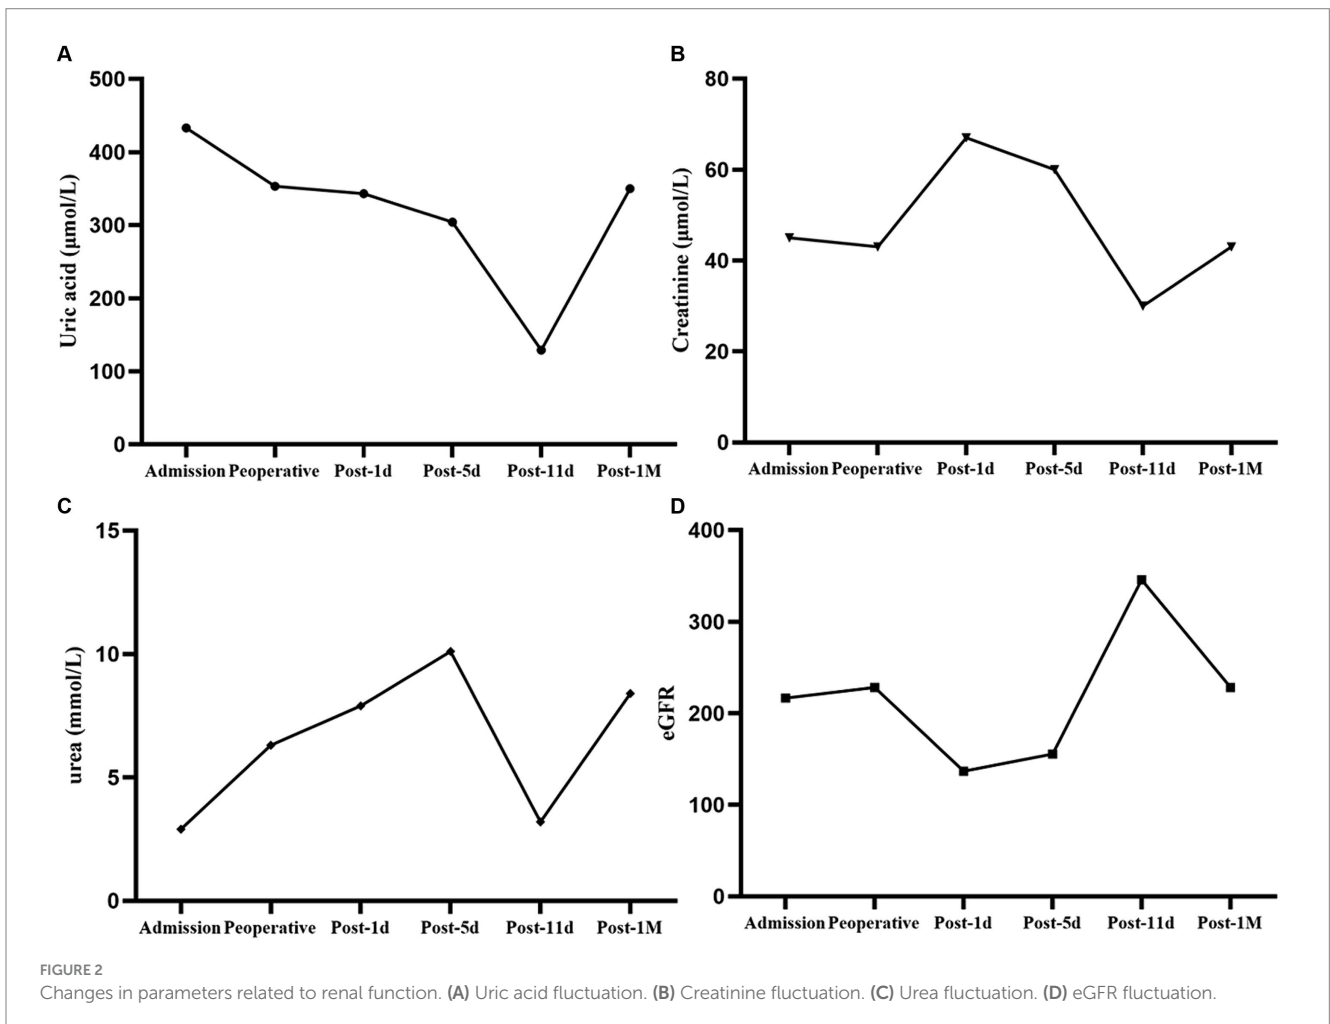 A
500
400
300
200
100
0
Uric acid (μmol/L)
Admission Peoperative Post-1d Post-5d Post-11d Post-1M
B
80
60
40
20
0
Creatinine (μmol/L)
Admission Peoperative Post-1d Post-5d Post-11d Post-1M
C
15
10
5
0
urea (mmol/L)
Admission Peoperative Post-1d Post-5d Post-11d Post-1M
D
400
300
200
100
0
eGFR
Admission Peoperative Post-1d Post-5d Post-11d Post-1M
FIGURE 2
Changes in parameters related to renal function. (A) Uric acid fluctuation. (B) Creatinine fluctuation. (C) Urea fluctuation. (D) eGFR fluctuation.